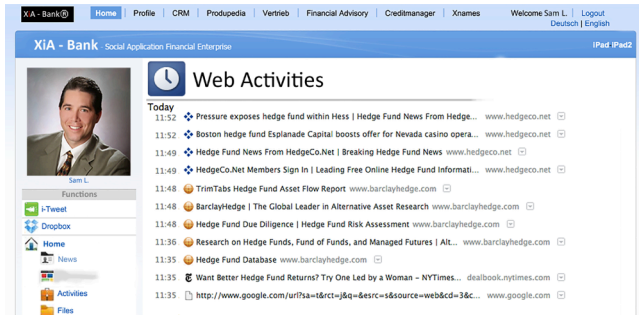 XiA - Bank®
Home | Profile | CRM | Produpedia | Vertrieb | Financial Advisory | Creditmanager | Xnames
Welcome Sam L. | Logout
Deutsch | English
XiA - Bank - Social Application Financial Enterprise
iPad iPad2
Sam L.
Functions
i-Tweet
Dropbox
Home
News
Activities
Files
Web Activities
Today
11:52 Pressure exposes hedge fund within Hess | Hedge Fund News From Hedge... www.hedgeco.net
11:52 Boston hedge fund Esplanade Capital boosts offer for Nevada casino opera... www.hedgeco.net
11:49 Hedge Fund News From HedgeCo.Net | Breaking Hedge Fund News www.hedgeco.net
11:49 HedgeCo.Net Members Sign In | Leading Free Online Hedge Fund Informati... www.hedgeco.net
11:48 TrimTabs Hedge Fund Asset Flow Report www.barclayhedge.com
11:48 BarclayHedge | The Global Leader in Alternative Asset Research www.barclayhedge.com
11:48 Hedge Fund Due Diligence | Hedge Fund Risk Assessment www.barclayhedge.com
11:36 Research on Hedge Funds, Fund of Funds, and Managed Futures | Alt... www.barclayhedge.com
11:35 Hedge Fund Database www.barclayhedge.com
11:35 Want Better Hedge Fund Returns? Try One Led by a Woman - NYTimes... dealbook.nytimes.com
11:35 http://www.google.com/url?sa=t&rct=j&q=&esrc=s&source=web&cd=3&c... www.google.com